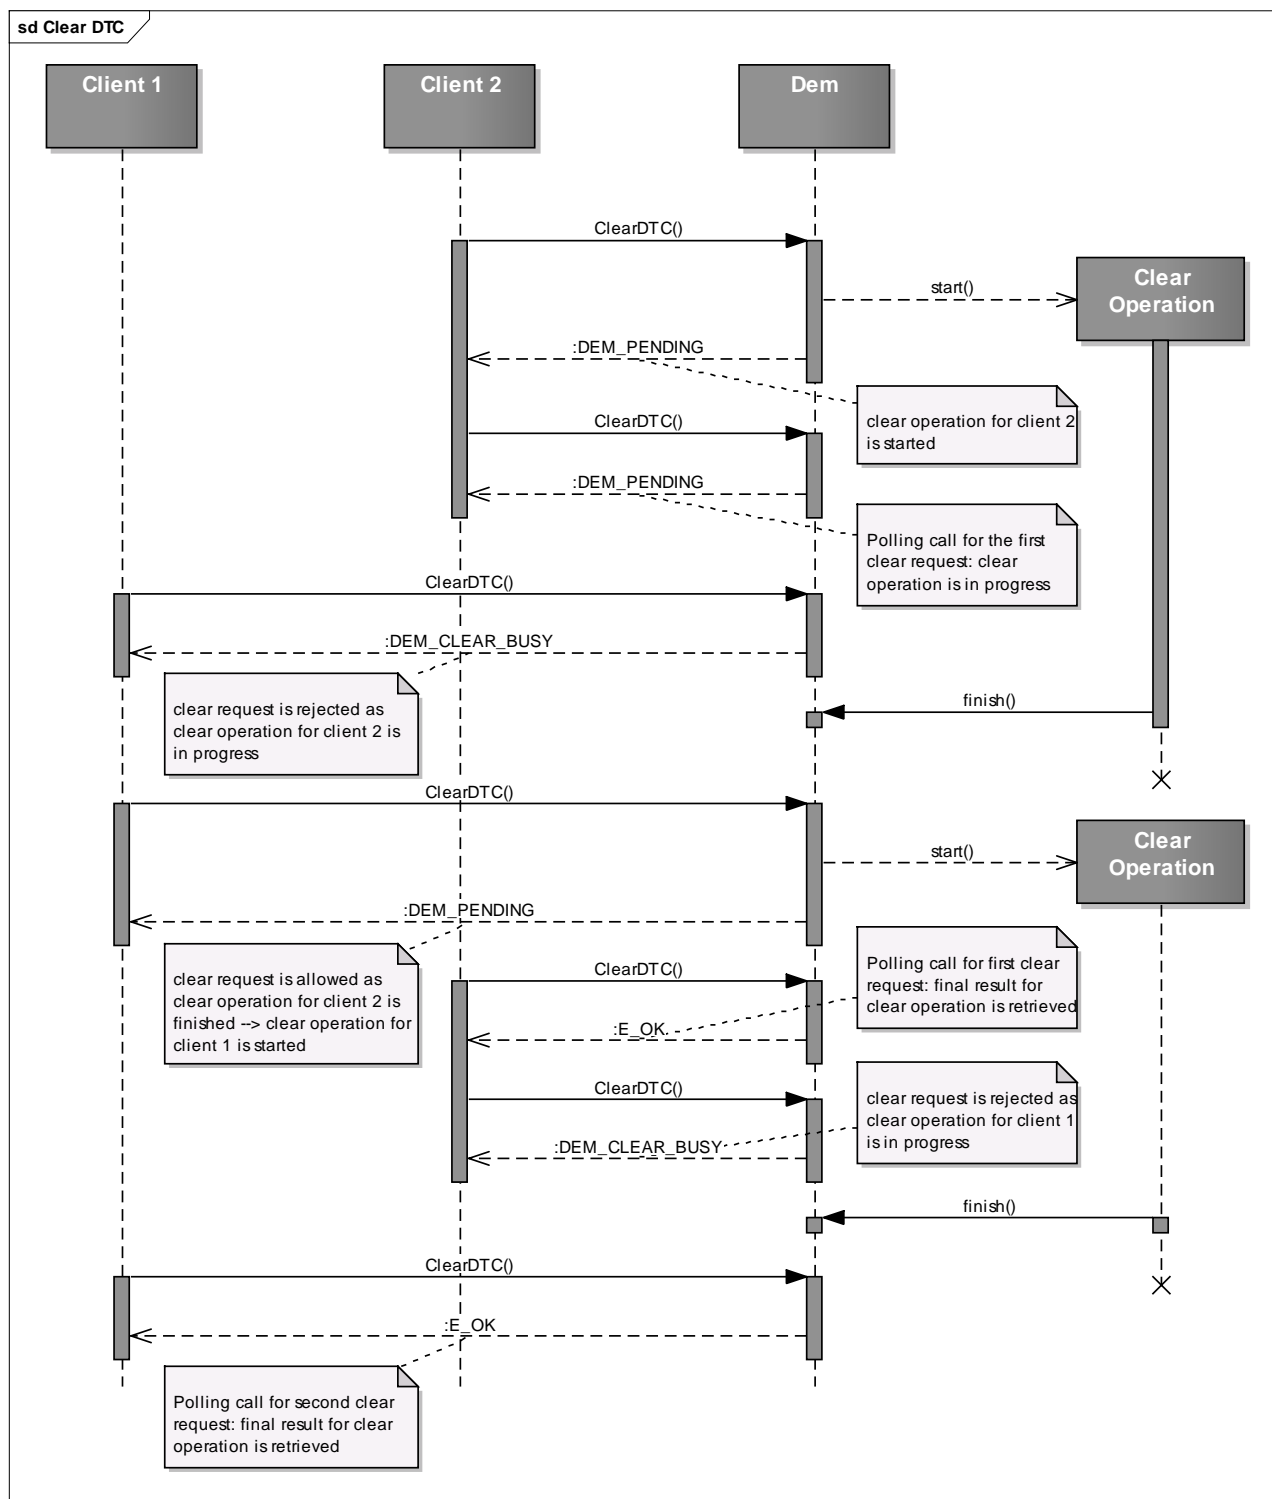 sd Clear DTC
Client 1
Client 2
Dem
ClearDTC()
Clear
Operation
start()
:DEM_PENDING
clear operation for client 2
is started
ClearDTC()
:DEM_PENDING
Polling call for the first
clear request: clear
operation is in progress
ClearDTC()
:DEM_CLEAR_BUSY
clear request is rejected as
clear operation for client 2 is
in progress
finish()
ClearDTC()
Clear
Operation
start()
:DEM_PENDING
clear request is allowed as
clear operation for client 2 is
finished --> clear operation for
client 1 is started
ClearDTC()
Polling call for first clear
request: final result for
clear operation is retrieved
:E_OK
ClearDTC()
clear request is rejected as
clear operation for client 1
is in progress
:DEM_CLEAR_BUSY
finish()
ClearDTC()
:E_OK
Polling call for second clear
request: final result for clear
operation is retrieved